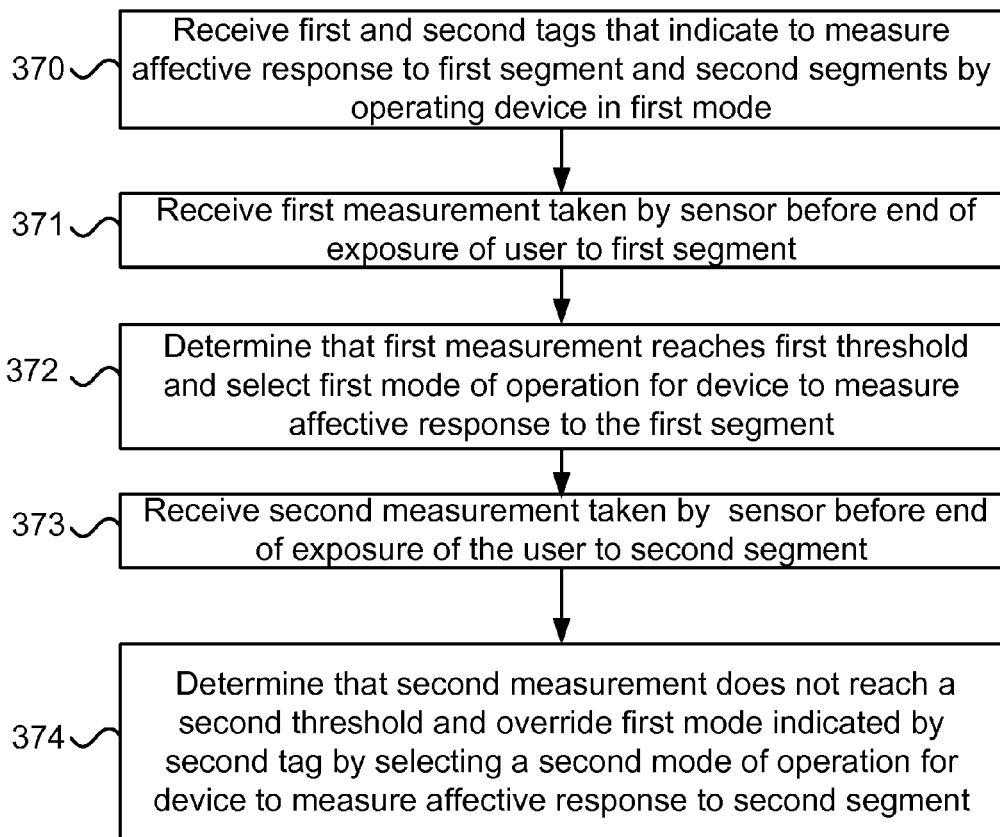 370
Receive first and second tags that indicate to measure
affective response to first segment and second segments by
operating device in first mode
371
Receive first measurement taken by sensor before end of
exposure of user to first segment
372
Determine that first measurement reaches first threshold
and select first mode of operation for device to measure
affective response to the first segment
373
Receive second measurement taken by sensor before end
of exposure of the user to second segment
374
Determine that second measurement does not reach a
second threshold and override first mode indicated by
second tag by selecting a second mode of operation for
device to measure affective response to second segment